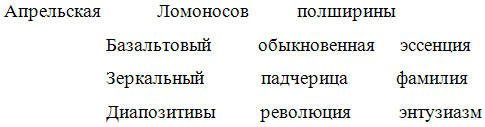 Апрельская Ломоносов полширины
Базальтовый обыкновенная эссенция
Зеркальный падчерица фамилия
Диапозитивы революция энтузиазм